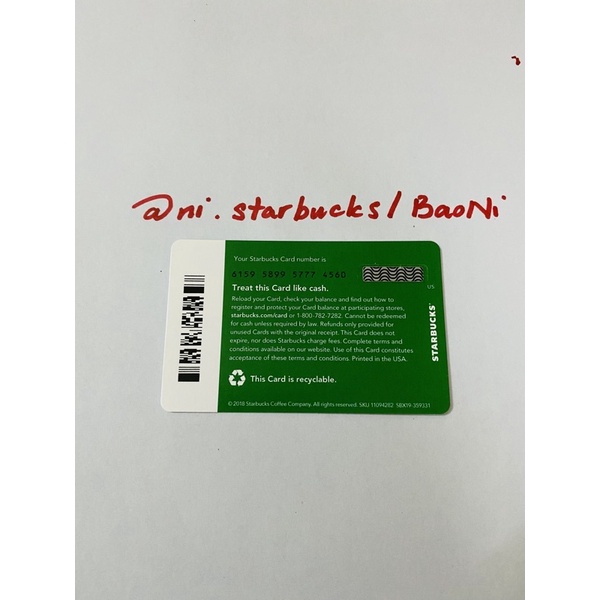 @ni.starbucks/BaoNi
Your Starbucks Card number is
6159 5899 5777 4560
Treat this Card like cash.
US
Reload your Card, check your balance and find out how to
register and protect your Card balance at participating stores,
starbucks.com/card or 1-800-782-7282. Cannot be redeemed
for cash unless required by law. Refunds only provided for
unused Cards with the original receipt. This Card does not
expire, nor does Starbucks charge fees. Complete terms and
conditions available on our website. Use of this Card constitutes
acceptance of these terms and conditions. Printed in the USA.
STARBUCKS
This Card is recyclable.
© 2018 Starbucks Coffee Company. All rights reserved. SKU 11094282 SBX19-359331